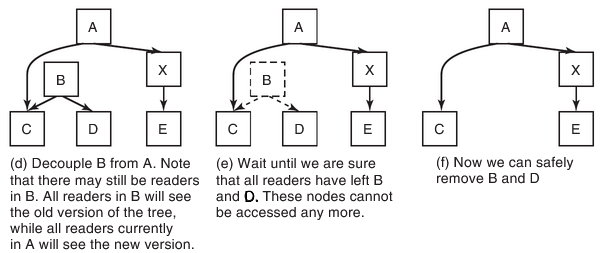 A
B
X
C
D
E
(d) Decouple B from A. Note
that there may still be readers
in B. All readers in B will see
the old version of the tree,
while all readers currently
in A will see the new version.
A
B
X
C
D
E
(e) Wait until we are sure
that all readers have left B
and D. These nodes cannot
be accessed any more.
A
X
C
E
(f) Now we can safely
remove B and D